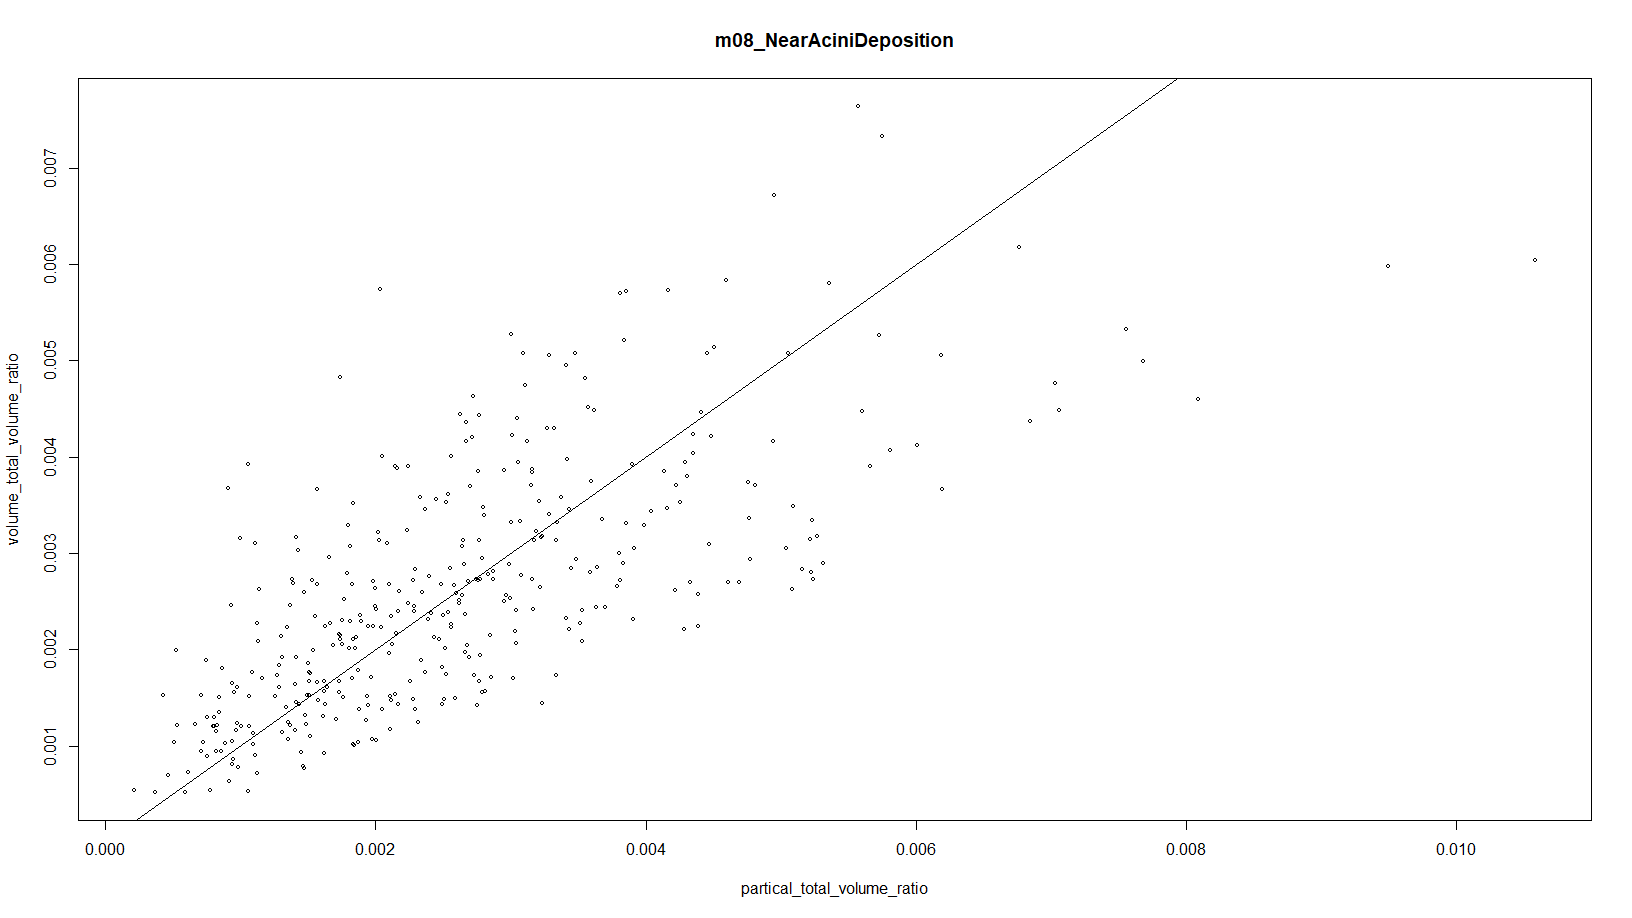 m08_NearAciniDeposition
volume_total_volume_ratio
0.007
0.006
0.005
0.004
0.003
0.002
0.001
0.000 0.002 0.004 0.006 0.008 0.010
partical_total_volume_ratio